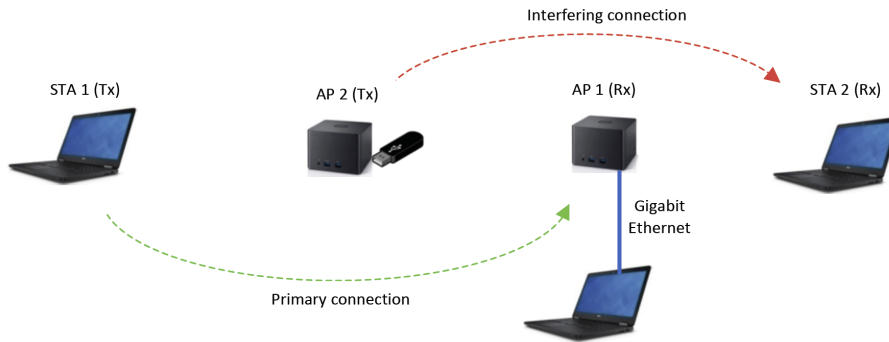 Interfering connection
STA 1 (Tx)
AP 2 (Tx)
AP 1 (Rx)
STA 2 (Rx)
Gigabit
Ethernet
Primary connection